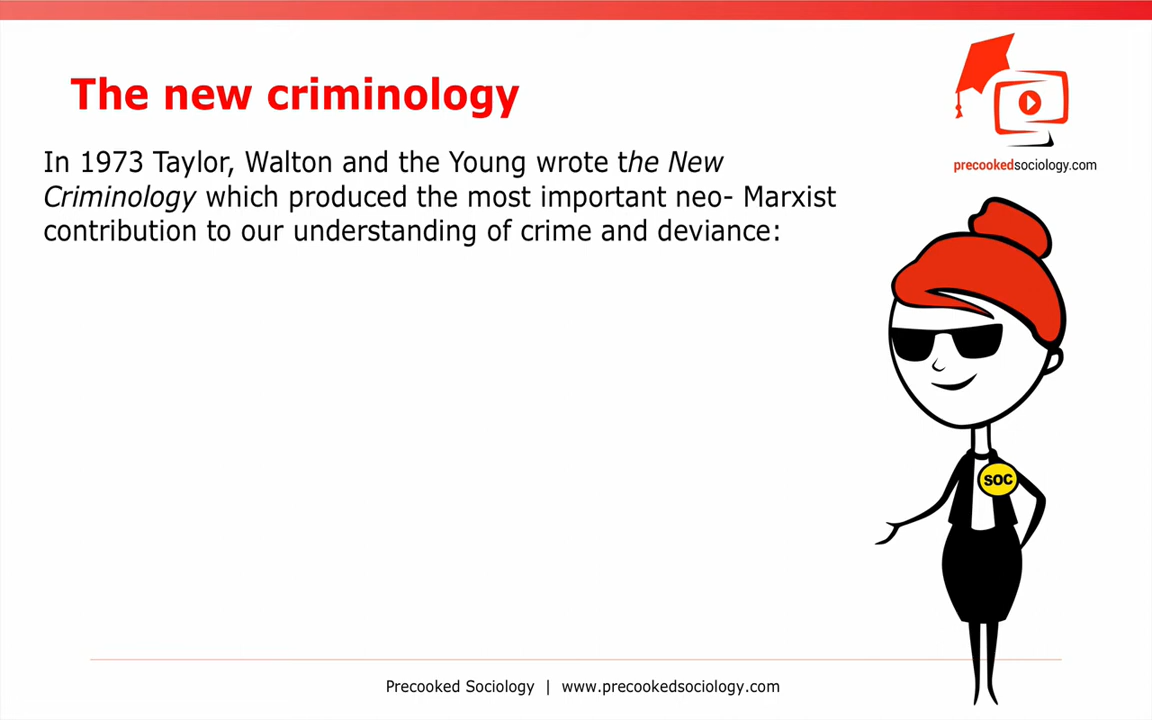 The new criminology
In 1973 Taylor, Walton and the Young wrote the New
Criminology which produced the most important neo- Marxist
contribution to our understanding of crime and deviance:
precookedsociology.com
SOC
Precooked Sociology | www.precookedsociology.com